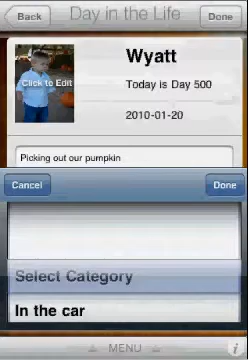 Back
Day in the Life
Done
Wyatt
Click to Edit
Today is Day 500
2010-01-20
Picking out our pumpkin
Cancel
Done
Select Category
In the car
MENU
i